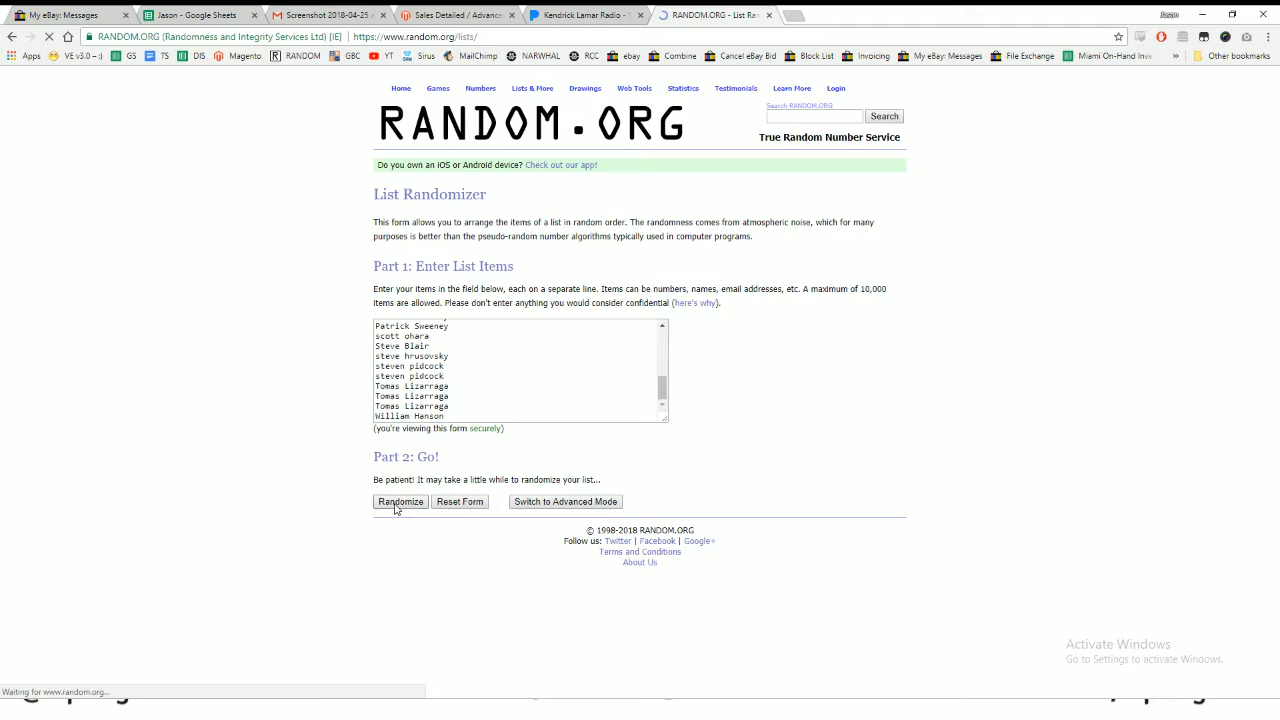 My eBay: Messages
Jason - Google Sheets
Screenshot 2018-04-25 a
Sales Detailed / Advance
Kendrick Lamar Radio -
RANDOM.ORG - List Ra
Jason
RANDOM.ORG (Randomness and Integrity Services Ltd) [IE]
https://www.random.org/lists/
Apps
VE v3.0 -- :)
GS
TS
DIS
Magento
RANDOM
GBC
YT
Sirus
MailChimp
NARWHAL
RCC
ebay
Combine
Cancel eBay Bid
Block List
Invoicing
My eBay: Messages
File Exchange
Miami On-Hand Inve
Other bookmarks
Home Games Numbers Lists & More Drawings Web Tools Statistics Testimonials Learn More Login
RANDOM.ORG
Search RANDOM.ORG
Search
True Random Number Service
Do you own an iOS or Android device? Check out our app!
List Randomizer
This form allows you to arrange the items of a list in random order. The randomness comes from atmospheric noise, which for many
purposes is better than the pseudo-random number algorithms typically used in computer programs.
Part 1: Enter List Items
Enter your items in the field below, each on a separate line. Items can be numbers, names, email addresses, etc. A maximum of 10,000
items are allowed. Please don't enter anything you would consider confidential (here's why).
Patrick Sweeney
scott ohara
Steve Blair
steve hrusovsky
steven pidcock
steven pidcock
Tomas Lizarraga
Tomas Lizarraga
Tomas Lizarraga
William Hanson
(you're viewing this form securely)
Part 2: Go!
Be patient! It may take a little while to randomize your list...
Randomize
Reset Form
Switch to Advanced Mode
© 1998-2018 RANDOM.ORG
Follow us: Twitter | Facebook | Google+
Terms and Conditions
About Us
Activate Windows
Go to Settings to activate Windows.
Waiting for www.random.org...